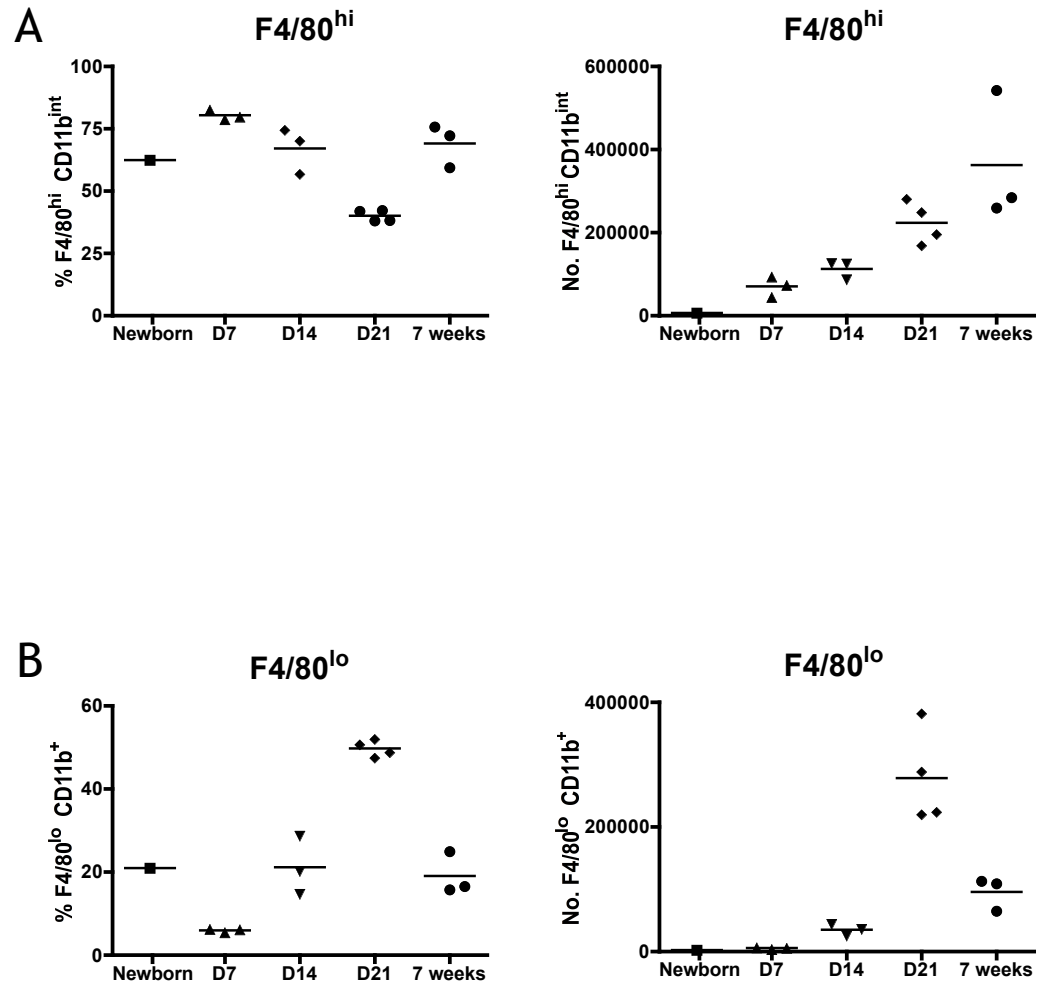 A
F4/80hi
% F4/80hi CD11bint
100
75
50
25
0
Newborn D7 D14 D21 7 weeks
F4/80hi
No. F4/80hi CD11bint
600000
400000
200000
0
Newborn D7 D14 D21 7 weeks
B
F4/80lo
% F4/80lo CD11b+
60
40
20
0
Newborn D7 D14 D21 7 weeks
F4/80lo
No. F4/80lo CD11b+
400000
200000
0
Newborn D7 D14 D21 7 weeks